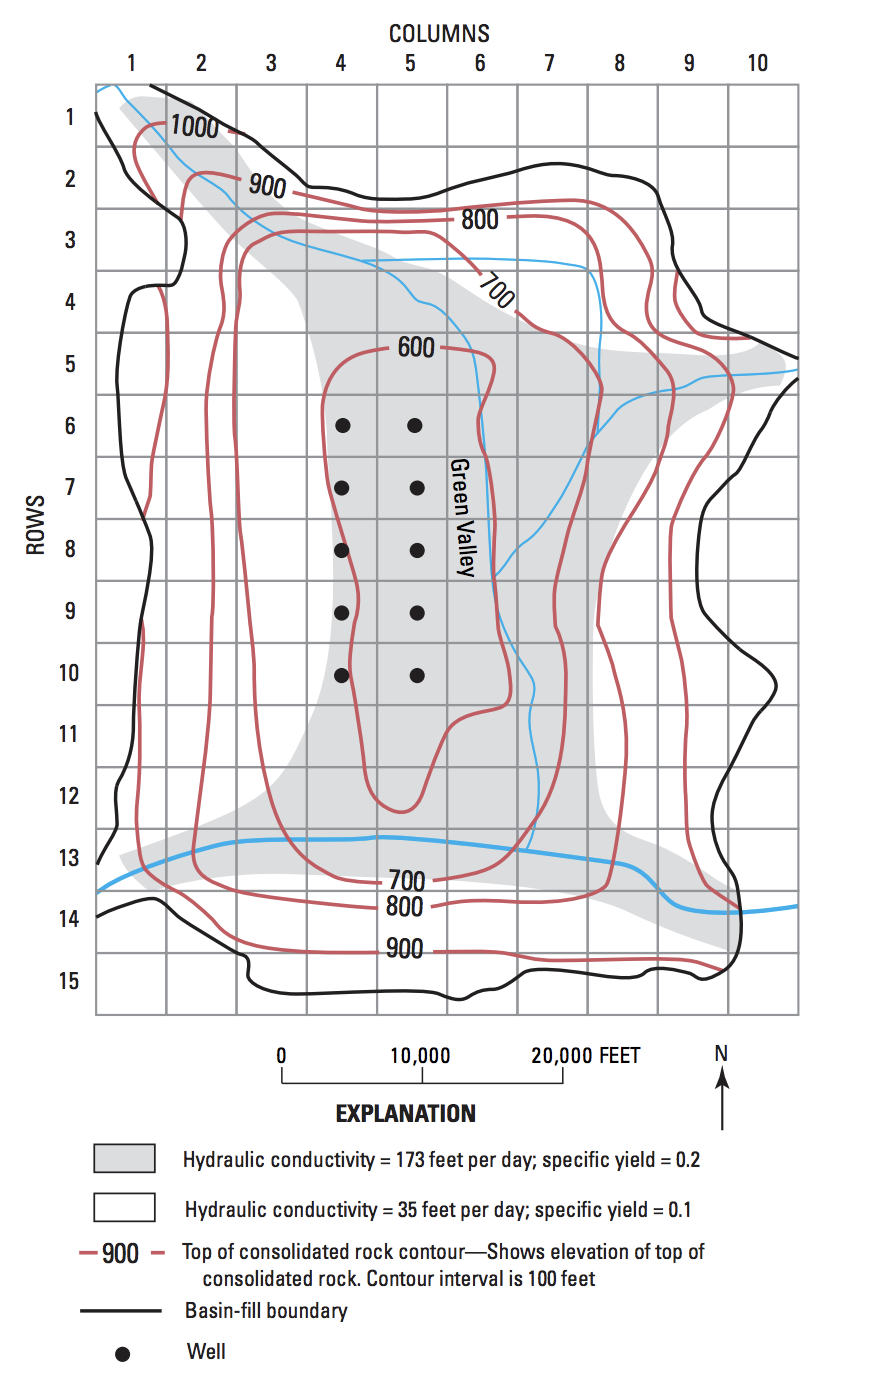 COLUMNS
1 2 3 4 5 6 7 8 9 10
ROWS
1
2
3
4
5
6
7
8
9
10
11
12
13
14
15
1000
900
800
700
600
Green Valley
700
800
900
0 10,000 20,000 FEET
N
EXPLANATION
Hydraulic conductivity = 173 feet per day; specific yield = 0.2
Hydraulic conductivity = 35 feet per day; specific yield = 0.1
900 Top of consolidated rock contour—Shows elevation of top of
consolidated rock. Contour interval is 100 feet
Basin-fill boundary
Well